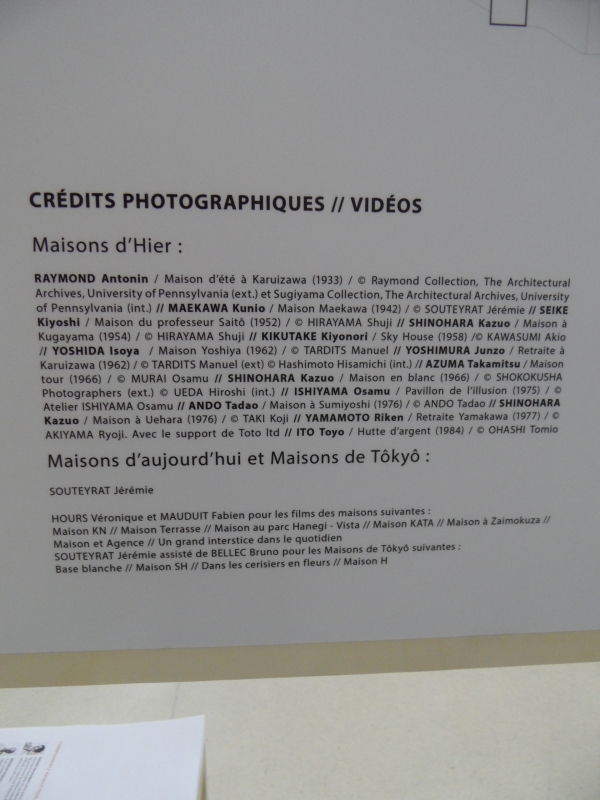 CRÉDITS PHOTOGRAPHIQUES // VIDÉOS
Maisons d'Hier :
RAYMOND Antonin / Maison d'été à Karuizawa (1933) / © Raymond Collection, The Architectural
Archives, University of Pennsylvania (ext.) et Sugiyama Collection, The Architectural Archives, University
of Pennsylvania (int.) // MAEKAWA Kunio / Maison Maekawa (1942) / © SOUTEYRAT Jérémie // SEIKE
Kiyoshi / Maison du professeur Saitô (1952) / © HIRAYAMA Shuji // SHINOHARA Kazuo / Maison à
Kugayama (1954) / © HIRAYAMA Shuji // KIKUTAKE Kiyonori / Sky House (1958) /© KAWASUMI Akio
// YOSHIDA Isoya / Maison Yoshiya (1962) / © TARDITS Manuel // YOSHIMURA Junzo / Retraite à
Karuizawa (1962) / © TARDITS Manuel (ext) © Hashimoto Hisamichi (int.) // AZUMA Takamitsu / Maison
tour (1966) / © MURAI Osamu // SHINOHARA Kazuo / Maison en blanc (1966) / © SHOKOKUSHA
Photographers (ext.) © UEDA Hiroshi (int.) // ISHIYAMA Osamu / Pavillon de l'illusion (1975) / ©
Atelier ISHIYAMA Osamu // ANDO Tadao / Maison à Sumiyoshi (1976) / © ANDO Tadao // SHINOHARA
Kazuo / Maison à Uehara (1976) / © TAKI Koji // YAMAMOTO Riken / Retraite Yamakawa (1977) / ©
AKIYAMA Ryoji. Avec le support de Toto ltd // ITO Toyo / Hutte d'argent (1984) / © OHASHI Tomio
Maisons d'aujourd'hui et Maisons de Tôkyô :
SOUTEYRAT Jérémie
HOURS Véronique et MAUDUIT Fabien pour les films des maisons suivantes :
Maison KN // Maison Terrasse // Maison au parc Hanegi - Vista // Maison KATA // Maison à Zaimokuza //
Maison et Agence // Un grand interstice dans le quotidien
SOUTEYRAT Jérémie assisté de BELLEC Bruno pour les Maisons de Tôkyô suivantes :
Base blanche // Maison SH // Dans les cerisiers en fleurs // Maison H